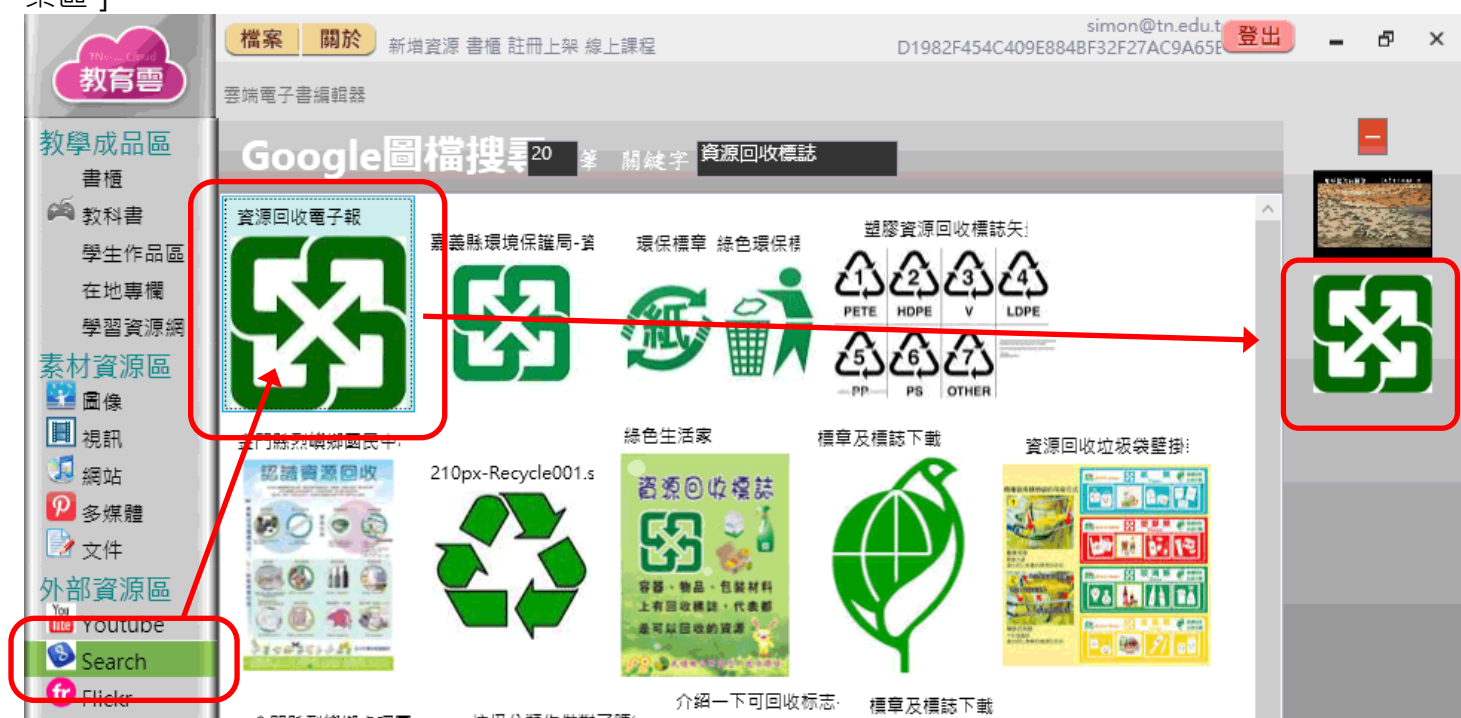 檔案 關於 新增資源 書櫃 註冊上架 線上課程
simon@tn.edu.t
D1982F454C409E884BF32F27AC9A65E
登出
教育雲
雲端電子書編輯器
教學成品區
書櫃
教科書
學生作品區
在地專欄
學習資源網
素材資源區
圖像
視訊
網站
多媒體
文件
外部資源區
Youtube
Search
Flickr
Google圖檔搜尋 20 筆 關鍵字 資源回收標誌
資源回收電子報
嘉義縣環境保護局-資
環保標章 綠色環保標
塑膠資源回收標誌矢
紙
1 2 3 4
PETE HDPE V LDPE
5 6 7
PP PS OTHER
金門縣烈嶼鄉國民中
210px-Recycle001.s
綠色生活家
標章及標誌下載
資源回收垃圾袋壁掛
認識資源回收
資源回收標誌
容器、物品、包裝材料
上有回收標誌，代表都
是可以回收的資源
介紹一下可回收标志
標章及標誌下載